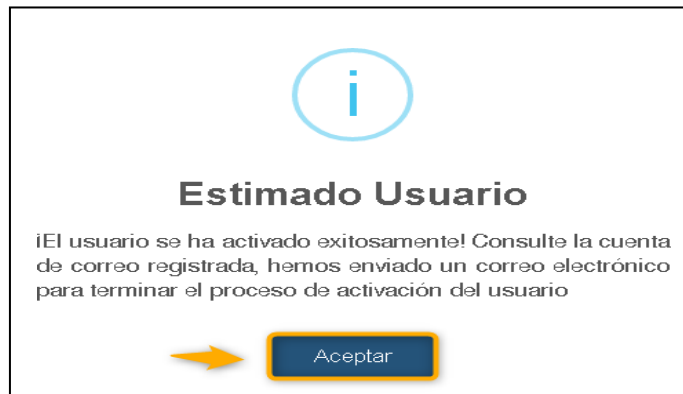 i
Estimado Usuario
¡El usuario se ha activado exitosamente! Consulte la cuenta
de correo registrada, hemos enviado un correo electrónico
para terminar el proceso de activación del usuario
Aceptar